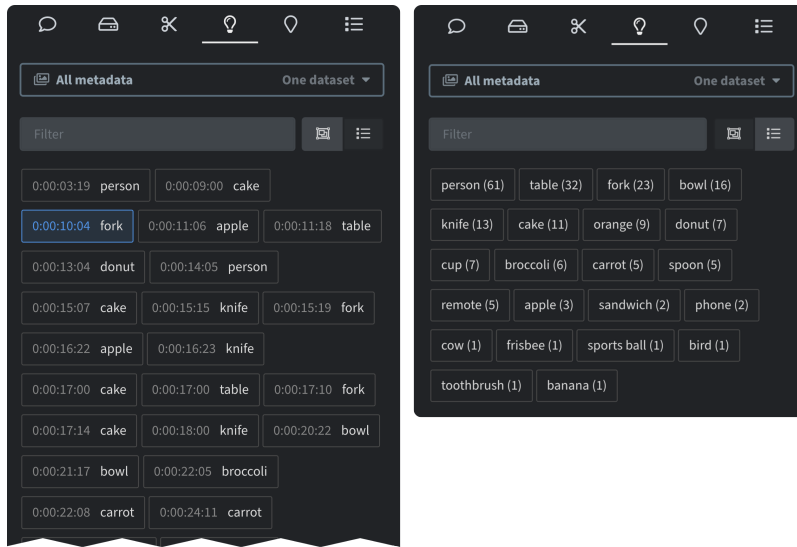 All metadata One dataset
Filter
0:00:03:19 person 0:00:09:00 cake
0:00:10:04 fork 0:00:11:06 apple 0:00:11:18 table
0:00:13:04 donut 0:00:14:05 person
0:00:15:07 cake 0:00:15:15 knife 0:00:15:19 fork
0:00:16:22 apple 0:00:16:23 knife
0:00:17:00 cake 0:00:17:00 table 0:00:17:10 fork
0:00:17:14 cake 0:00:18:00 knife 0:00:20:22 bowl
0:00:21:17 bowl 0:00:22:05 broccoli
0:00:22:08 carrot 0:00:24:11 carrot
All metadata One dataset
Filter
person (61) table (32) fork (23) bowl (16)
knife (13) cake (11) orange (9) donut (7)
cup (7) broccoli (6) carrot (5) spoon (5)
remote (5) apple (3) sandwich (2) phone (2)
cow (1) frisbee (1) sports ball (1) bird (1)
toothbrush (1) banana (1)